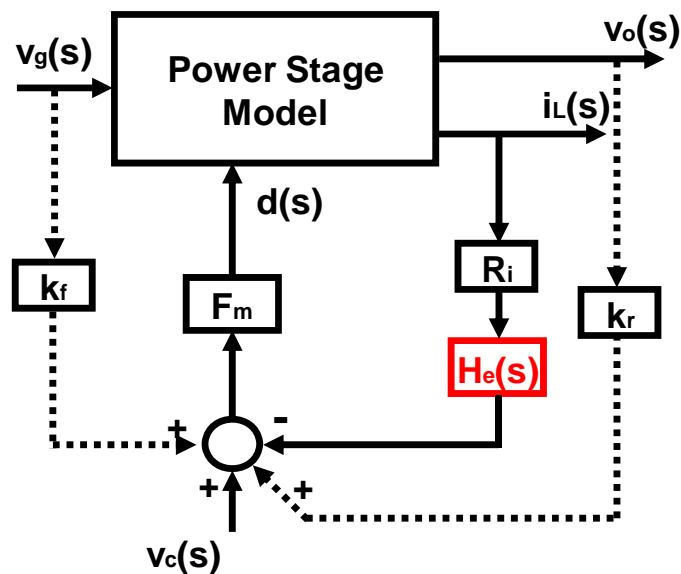 vo(s)
vg(s)
Power Stage
Model
iL(s)
d(s)
Ri
kf
Fm
kr
He(s)
-
+
+
+
vc(s)